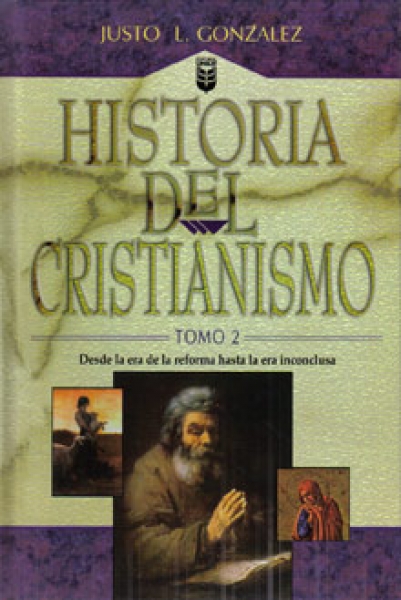 JUSTO L. GONZALEZ
HISTORIA
DEL
CRISTIANISMO
TOMO 2
Desde la era de la reforma hasta la era inconclusa